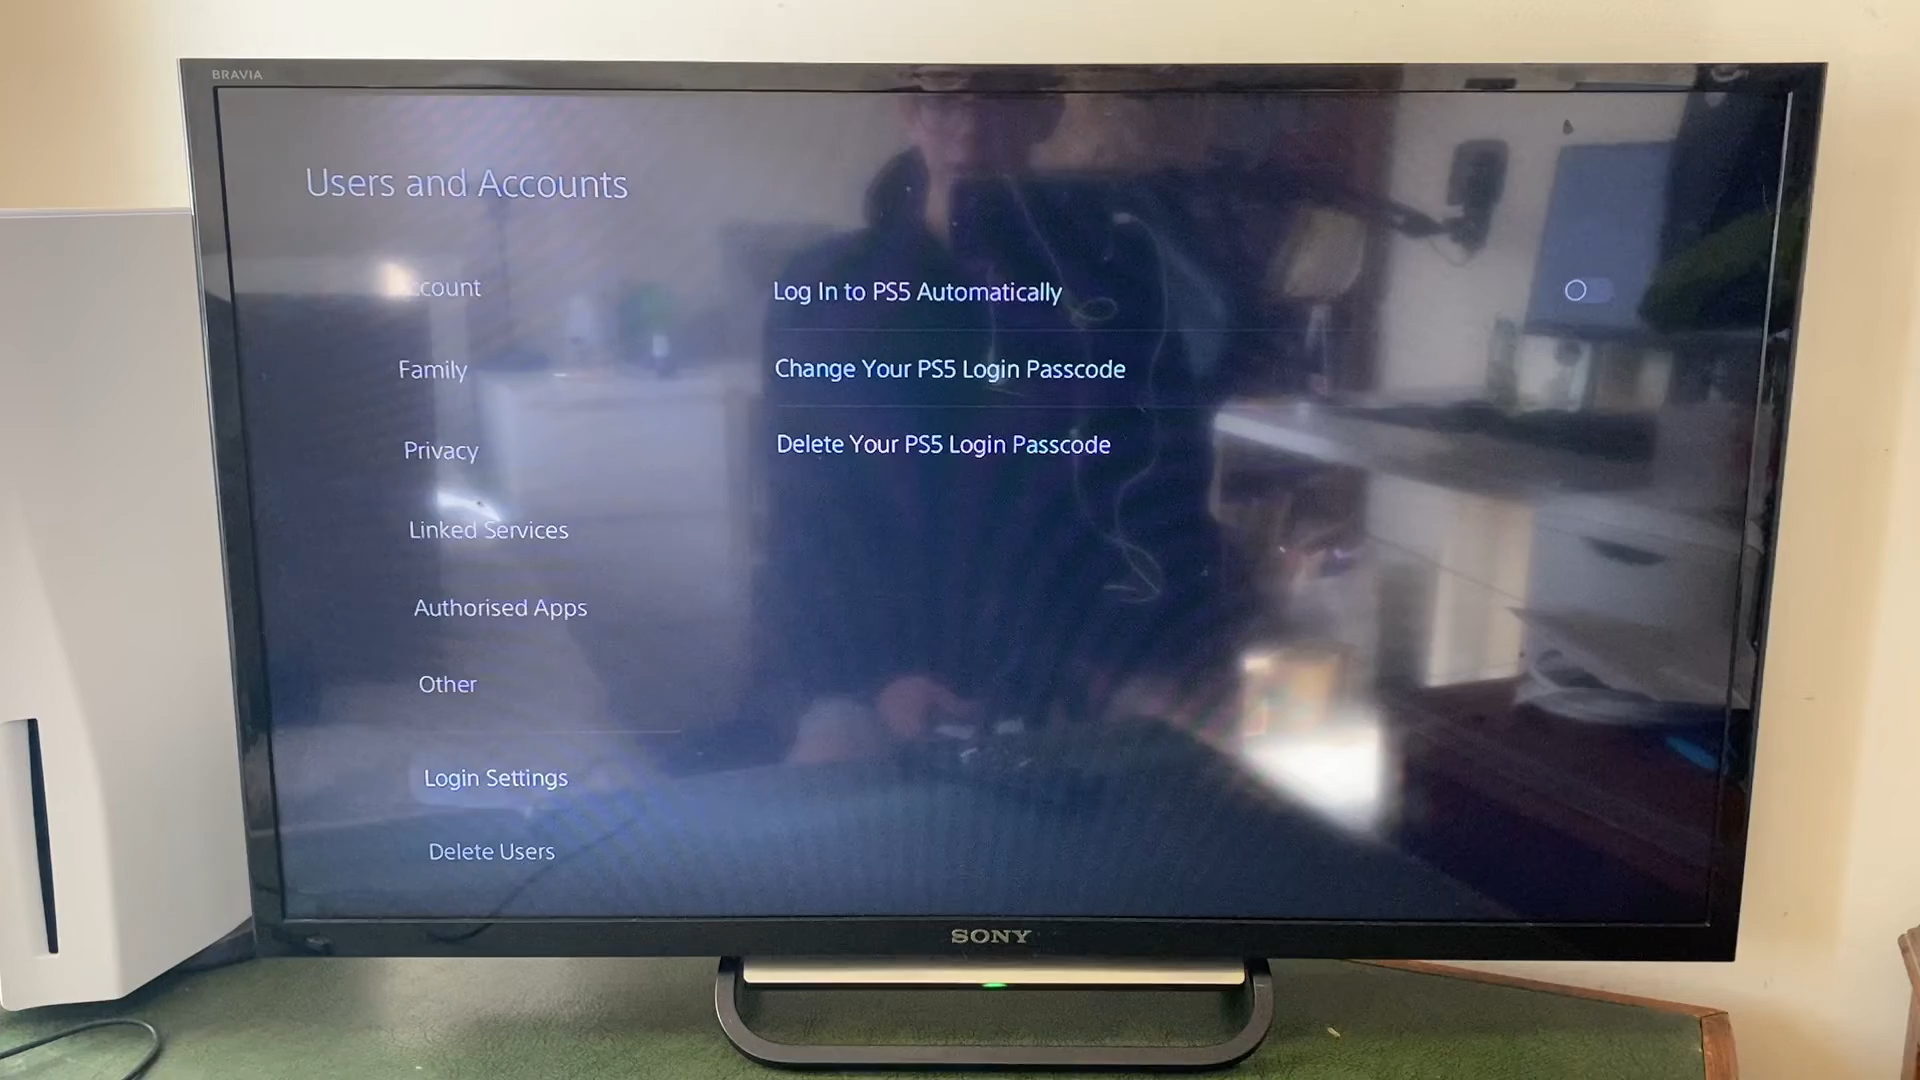 BRAVIA
Users and Accounts
Account
Log In to PS5 Automatically
Family
Change Your PS5 Login Passcode
Privacy
Delete Your PS5 Login Passcode
Linked Services
Authorised Apps
Other
Login Settings
Delete Users
SONY